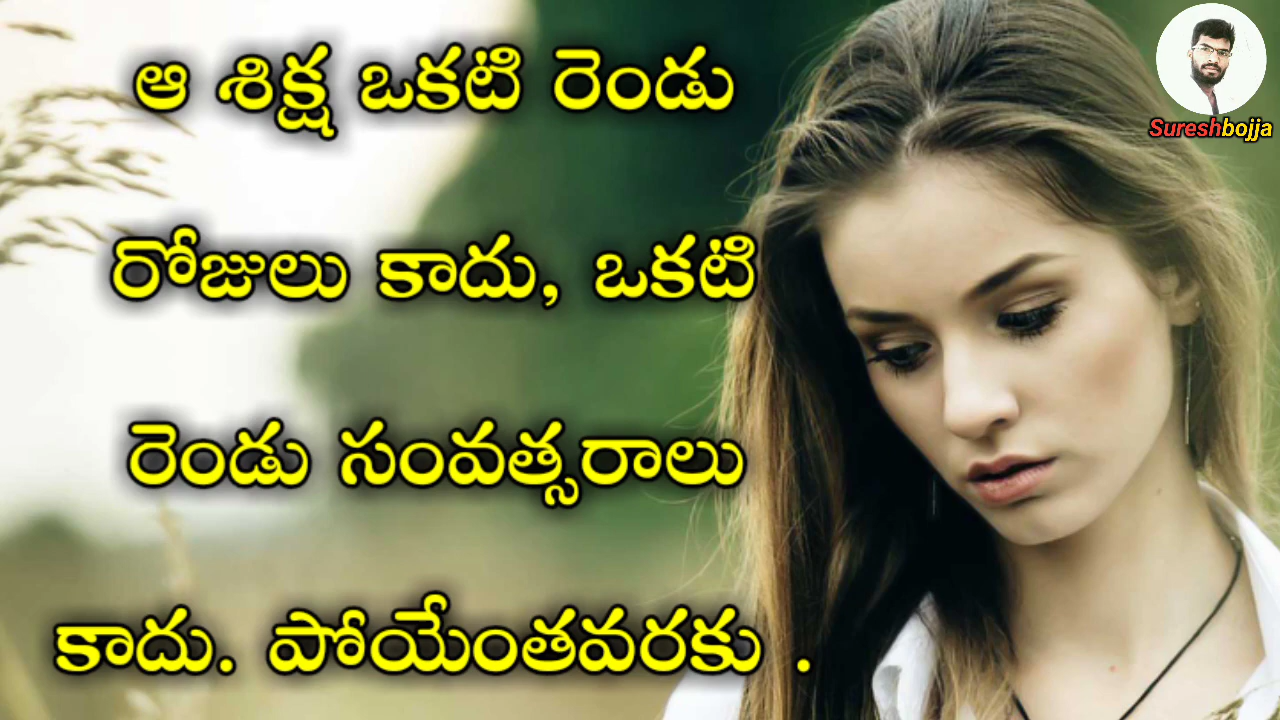 ఆ శిక్ష ఒకటి రెండు
రోజులు కాదు, ఒకటి
రెండు సంవత్సరాలు
కాదు. పోయేంతవరకు .
Sureshbojja